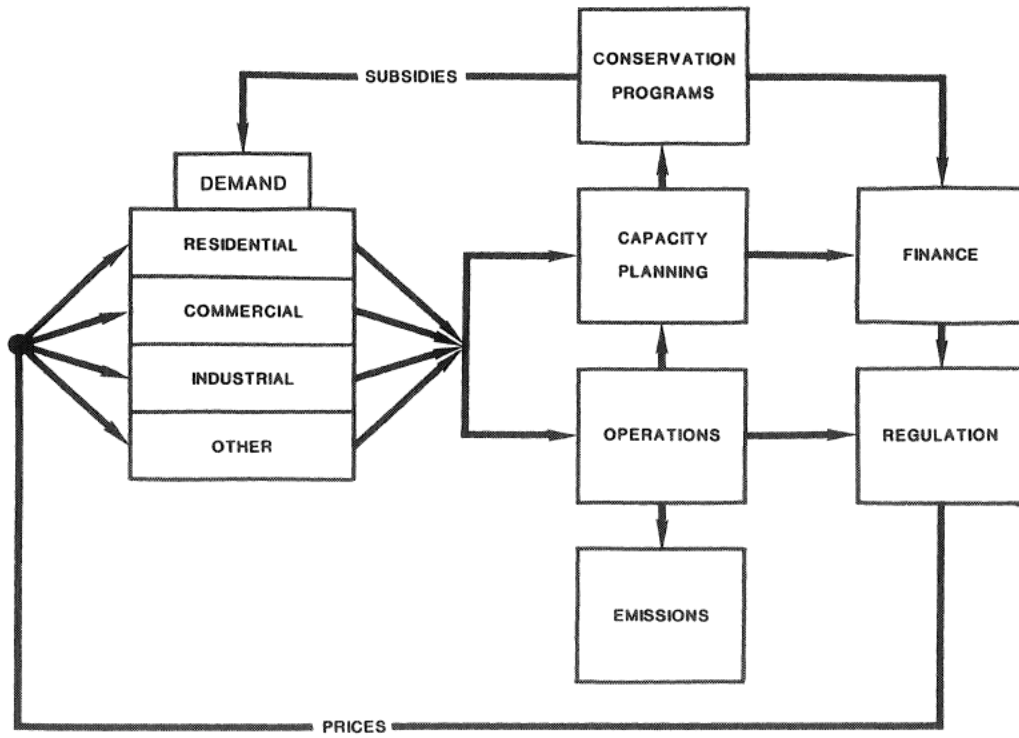 SUBSIDIES
CONSERVATION
PROGRAMS
DEMAND
RESIDENTIAL
COMMERCIAL
INDUSTRIAL
OTHER
CAPACITY
PLANNING
FINANCE
OPERATIONS
REGULATION
EMISSIONS
PRICES